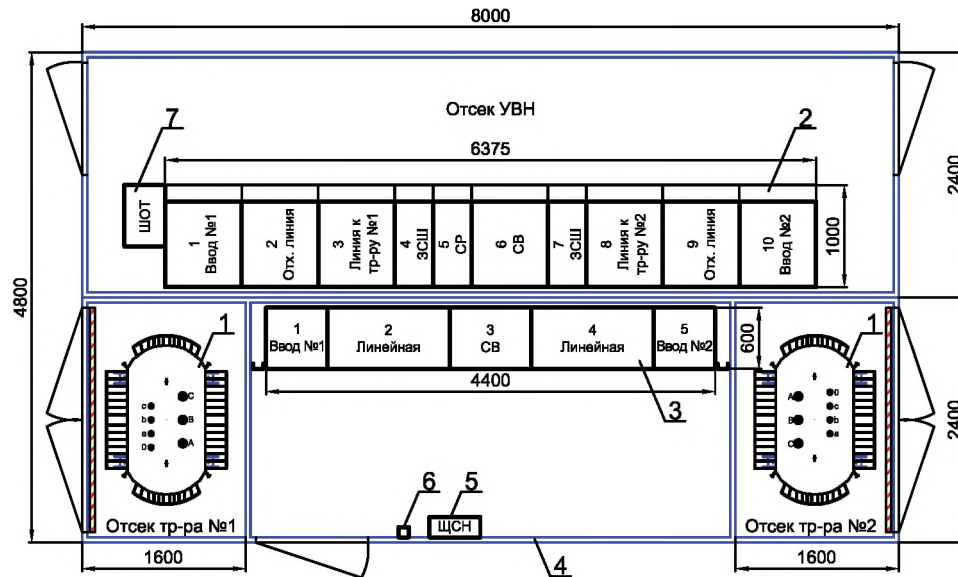 8000
Отсек УВН
7
2
6375
ШОТ
1
Ввод №1
2
Отх. линия
3
Линия к
тр-ру №1
4
ЗСШ
5
СР
6
СВ
7
ЗСШ
8
Линия к
тр-ру №2
9
Отх. линия
10
Ввод №2
1000
2400
4800
1
1
Ввод №1
2
Линейная
3
СВ
4
Линейная
5
Ввод №2
600
1
4400
3
2400
c
b
a
0
C
B
A
A
B
C
0
c
b
a
6
5
ЩСН
Отсек тр-ра №1
Отсек тр-ра №2
1600
4
1600